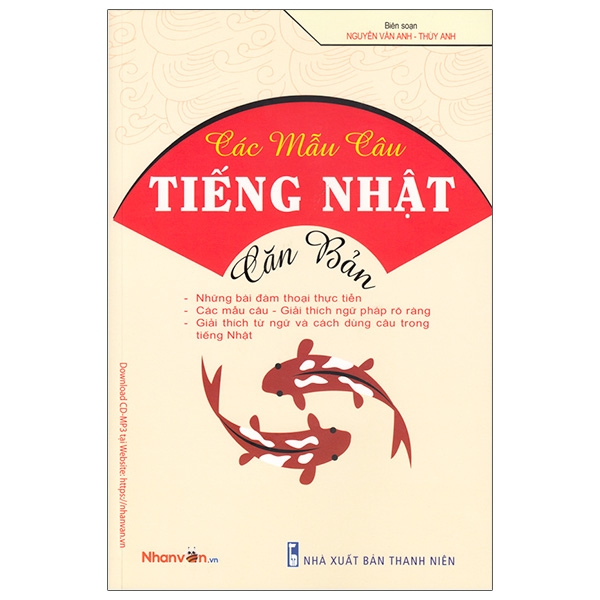 Biên soạn
NGUYỄN VÂN ANH - THÙY ANH
Các Mẫu Câu
TIẾNG NHẬT
Căn Bản
- Những bài đàm thoại thực tiễn
- Các mẫu câu - Giải thích ngữ pháp rõ ràng
- Giải thích từ ngữ và cách dùng câu trong
tiếng Nhật
Download CD-MP3 tại Website: https://nhanvan.vn
Nhanvăn.vn
NHÀ XUẤT BẢN THANH NIÊN